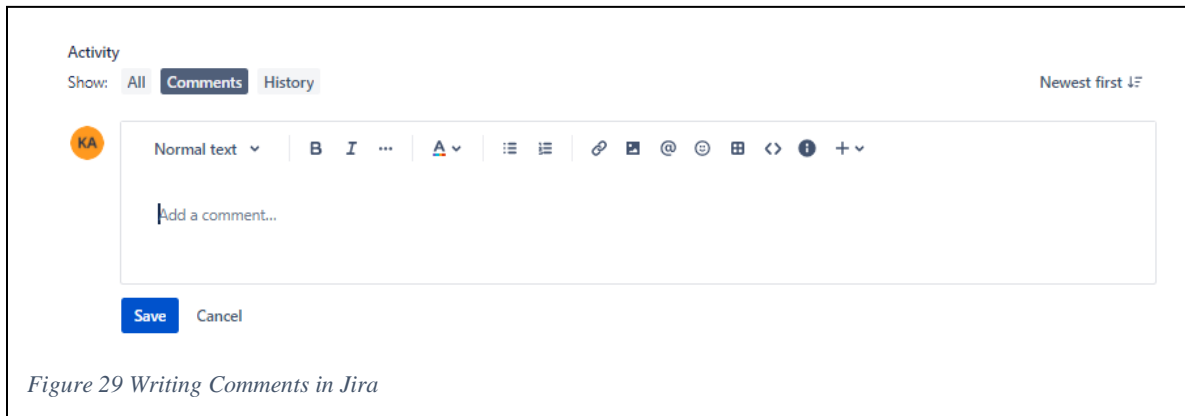 Activity
Show: All Comments History Newest first
KA
Normal text B I ... A @ <> i +
Add a comment...
Save Cancel
Figure 29 Writing Comments in Jira